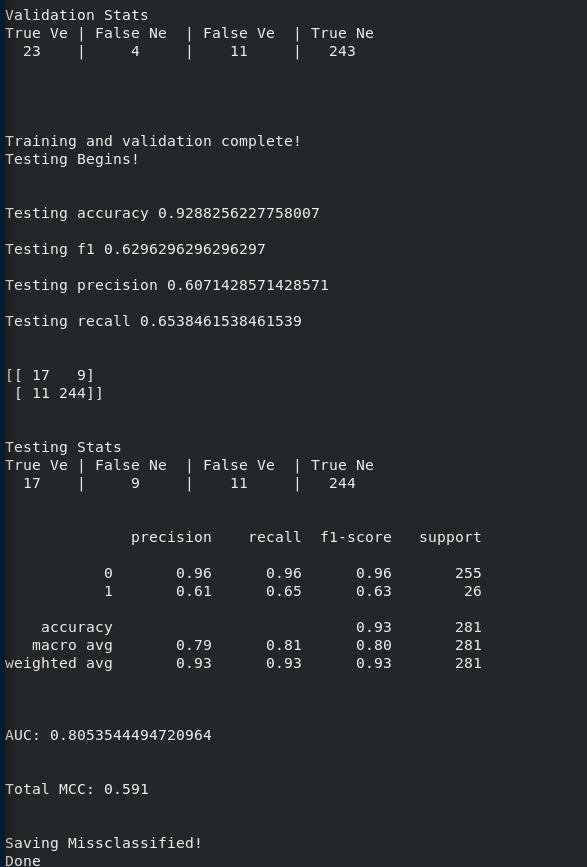 Validation Stats
True Ve | False Ne  | False Ve  | True Ne
  23    |     4     |    11     |   243
Training and validation complete!
Testing Begins!
Testing accuracy 0.9288256227758007
Testing f1 0.6296296296296297
Testing precision 0.6071428571428571
Testing recall 0.6538461538461539
[[ 17   9]
 [ 11 244]]
Testing Stats
True Ve | False Ne  | False Ve  | True Ne
  17    |     9     |    11     |   244
              precision    recall  f1-score   support
           0       0.96      0.96      0.96       255
           1       0.61      0.65      0.63        26
    accuracy                           0.93       281
   macro avg       0.79      0.81      0.80       281
weighted avg       0.93      0.93      0.93       281
AUC: 0.8053544494720964
Total MCC: 0.591
Saving Missclassified!
Done